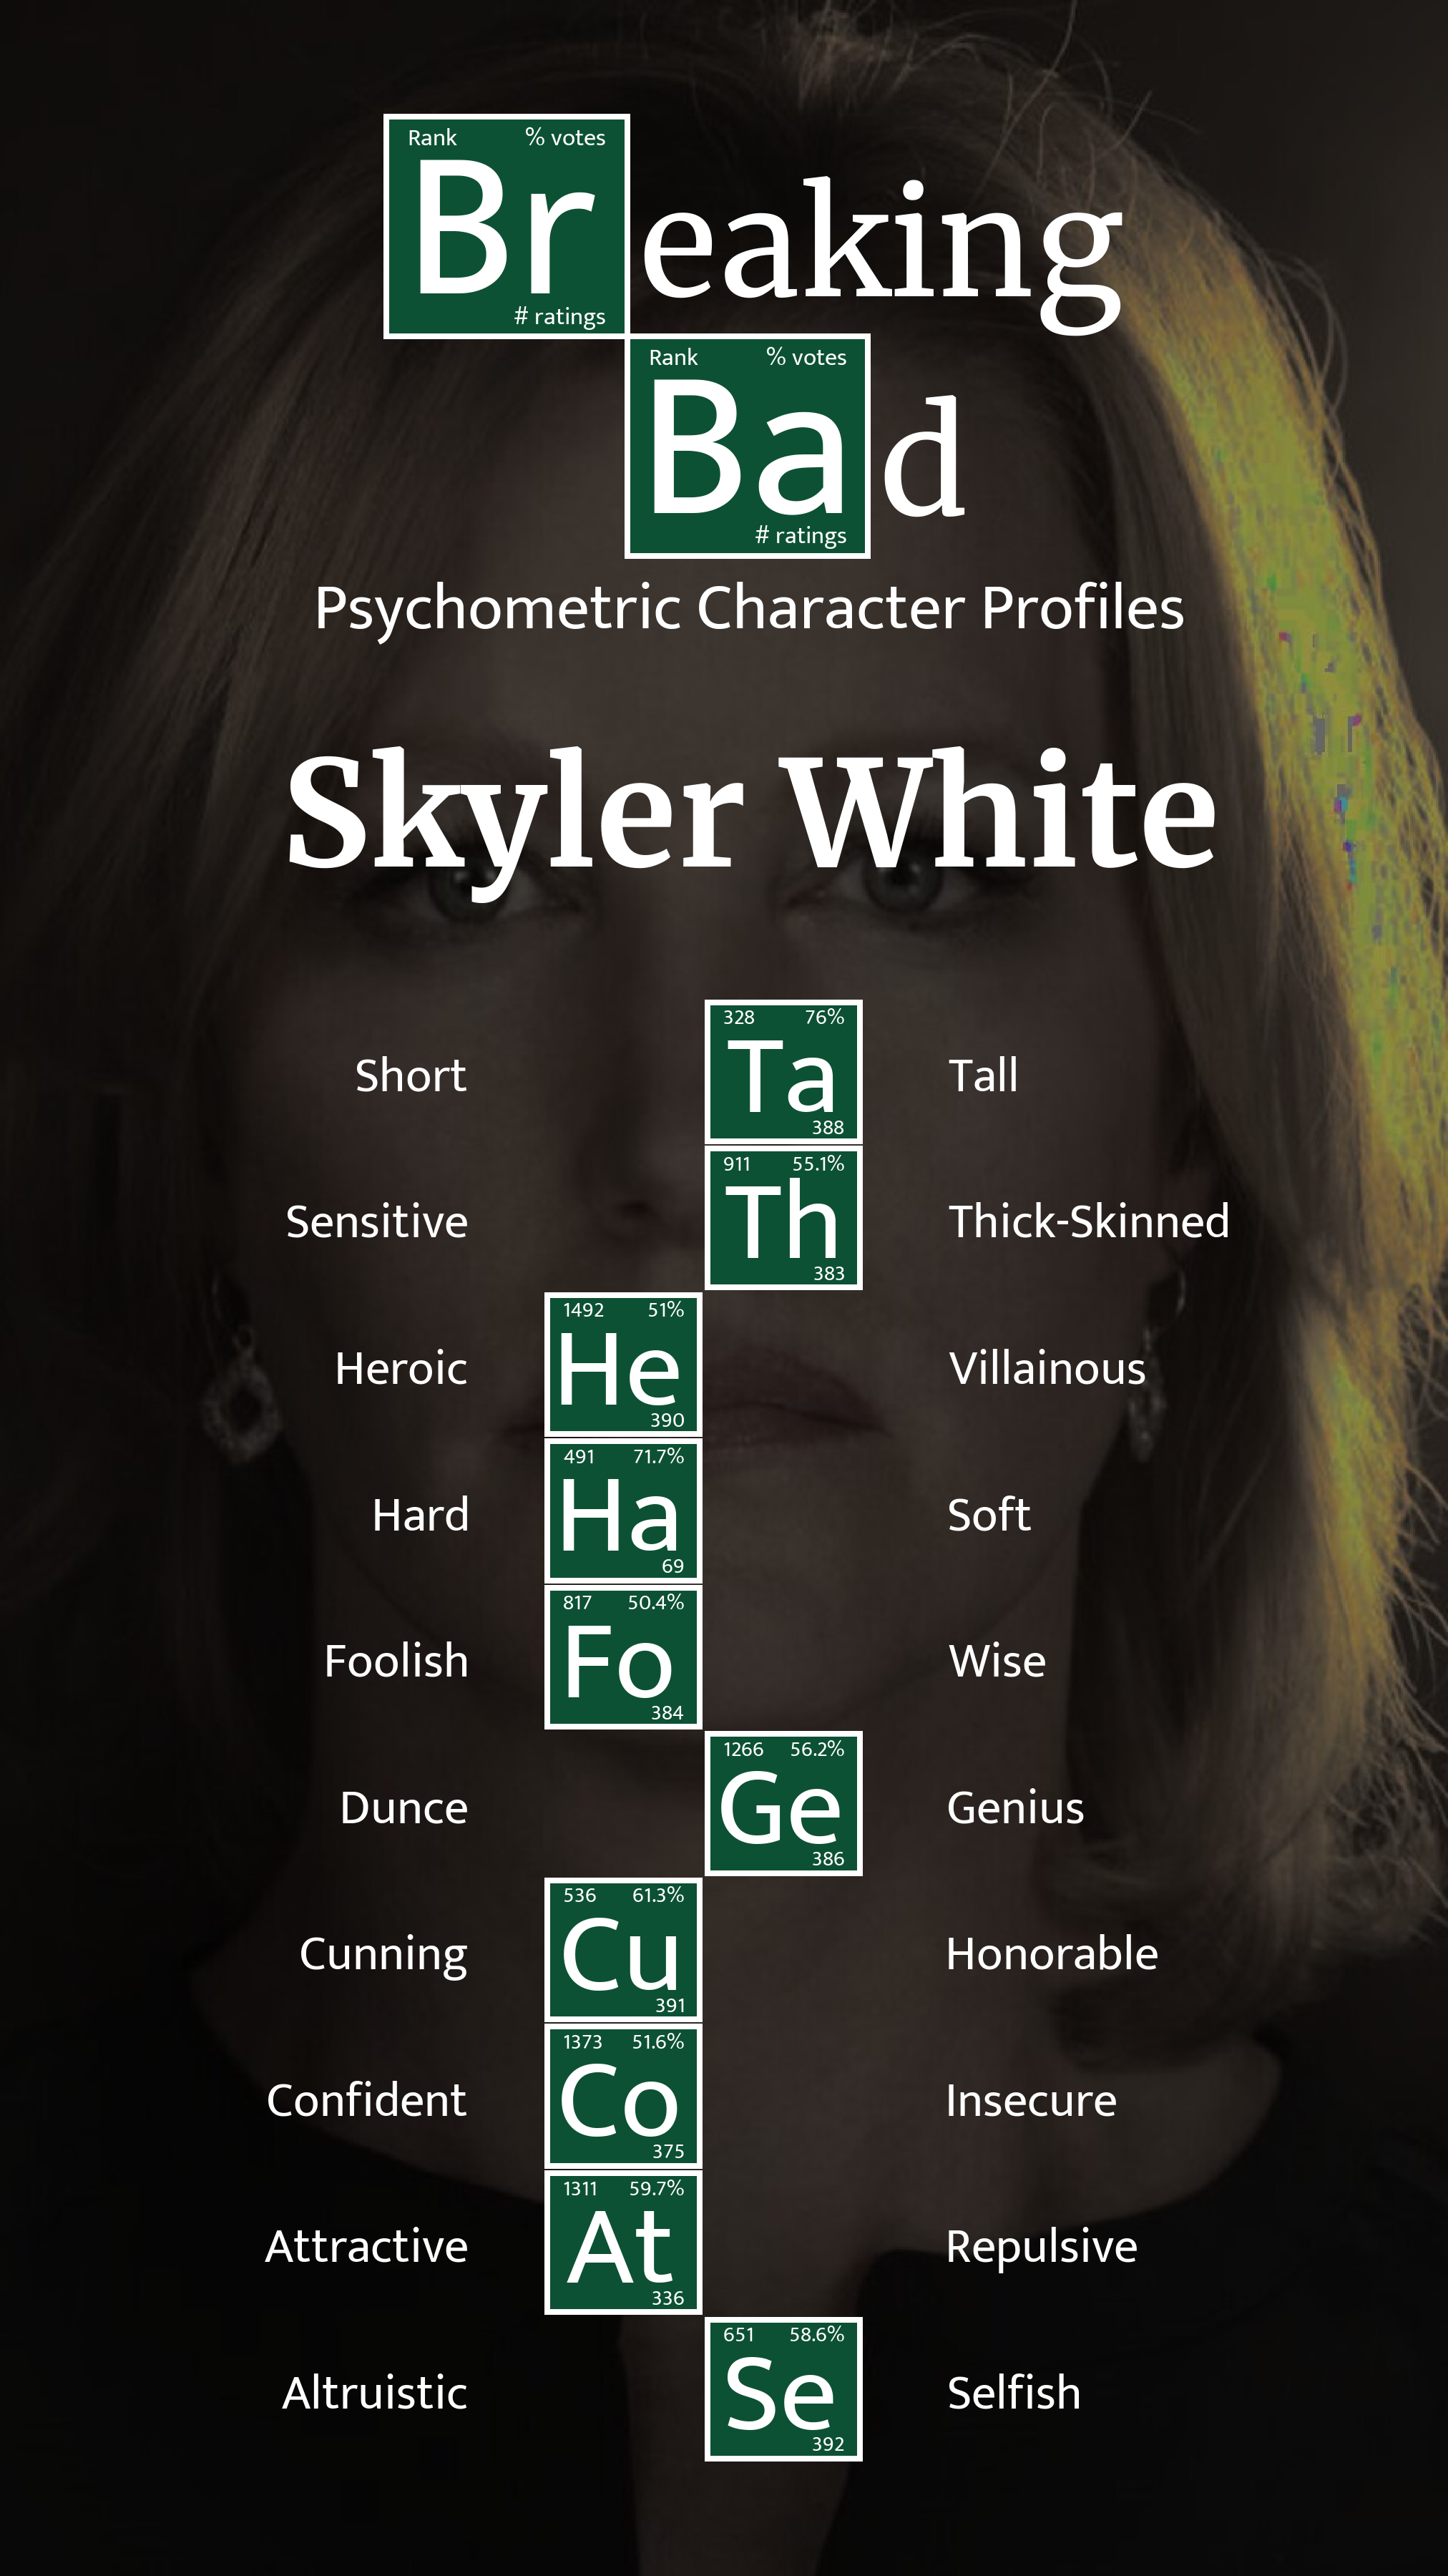 Rank % votes
Breaking
# ratings
Rank % votes
Bad
# ratings
Psychometric Character Profiles
Skyler White
328 76%
Short Ta Tall
388
911 55.1%
Sensitive Th Thick-Skinned
383
1492 51%
Heroic He Villainous
390
491 71.7%
Hard Ha Soft
69
817 50.4%
Foolish Fo Wise
384
1266 56.2%
Dunce Ge Genius
386
536 61.3%
Cunning Cu Honorable
391
1373 51.6%
Confident Co Insecure
375
1311 59.7%
Attractive At Repulsive
336
651 58.6%
Altruistic Se Selfish
392